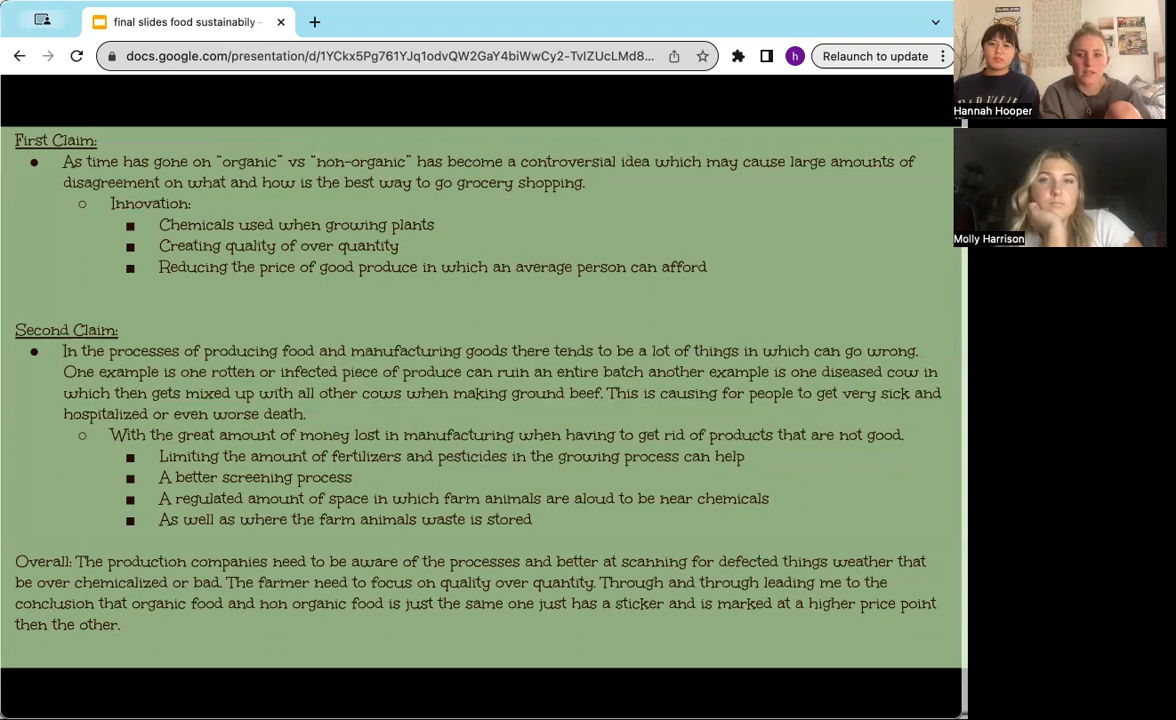 final slides food sustainabily -
docs.google.com/presentation/d/1YCkx5Pg761YJq1odvQW2GaY4biWwCy2-TvlZUcLMd8...
h
Relaunch to update
Hannah Hooper
Molly Harrison
First Claim:
As time has gone on "organic" vs "non-organic" has become a controversial idea which may cause large amounts of
disagreement on what and how is the best way to go grocery shopping.
Innovation:
Chemicals used when growing plants
Creating quality of over quantity
Reducing the price of good produce in which an average person can afford
Second Claim:
In the processes of producing food and manufacturing goods there tends to be a lot of things in which can go wrong.
One example is one rotten or infected piece of produce can ruin an entire batch another example is one diseased cow in
which then gets mixed up with all other cows when making ground beef. This is causing for people to get very sick and
hospitalized or even worse death.
With the great amount of money lost in manufacturing when having to get rid of products that are not good.
Limiting the amount of fertilizers and pesticides in the growing process can help
A better screening process
A regulated amount of space in which farm animals are aloud to be near chemicals
As well as where the farm animals waste is stored
Overall: The production companies need to be aware of the processes and better at scanning for defected things weather that
be over chemicalized or bad. The farmer need to focus on quality over quantity. Through and through leading me to the
conclusion that organic food and non organic food is just the same one just has a sticker and is marked at a higher price point
then the other.